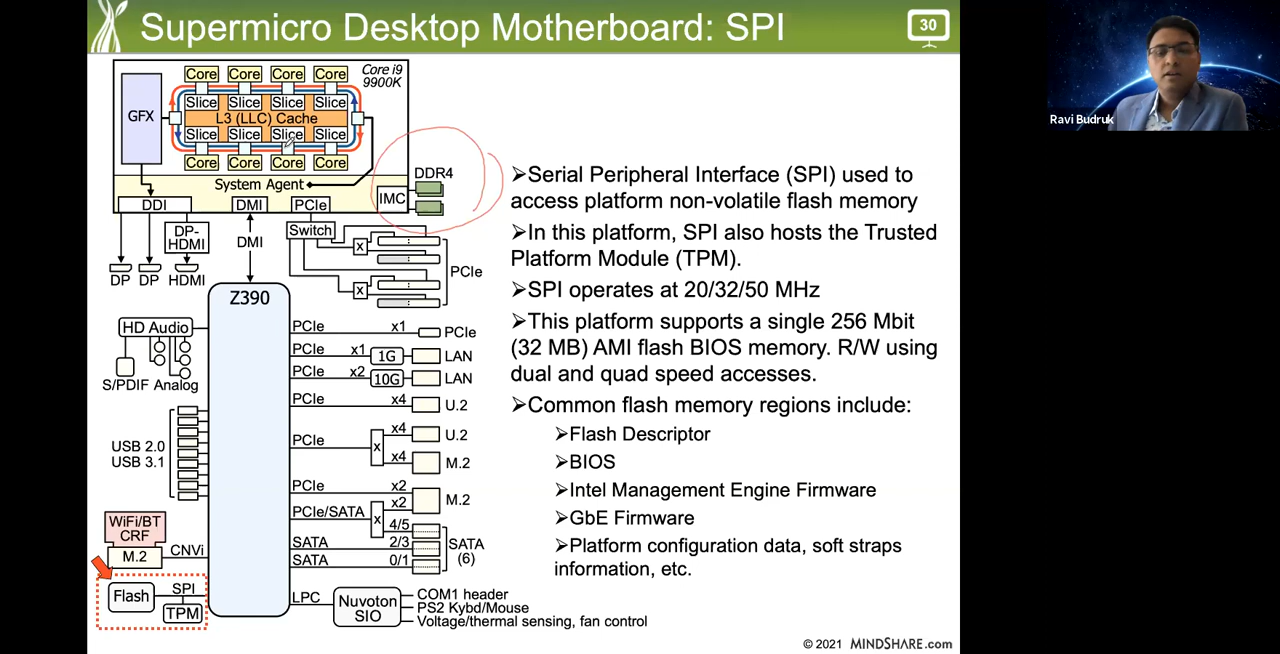 Supermicro Desktop Motherboard: SPI
30
Core Core Core Core
Core i9
9900K
GFX
Slice Slice Slice Slice
L3 (LLC) Cache
Slice Slice Slice Slice
Core Core Core Core
System Agent
DDR4
IMC
DDI
DMI
PCIe
DP-
HDMI
DMI
Switch
x
x
PCIe
DP DP HDMI
Z390
HD Audio
S/PDIF Analog
USB 2.0
USB 3.1
WiFi/BT
CRF
M.2
CNVi
Flash
SPI
TPM
PCIe x1 PCIe
PCIe x1 1G LAN
PCIe x2 10G LAN
PCIe x4 U.2
PCIe x x4 U.2
x4 M.2
PCIe x2 M.2
PCIe/SATA x x2
4/5
SATA 2/3
SATA 0/1
SATA
(6)
LPC
Nuvoton
SIO
COM1 header
PS2 Kybd/Mouse
Voltage/thermal sensing, fan control
➢Serial Peripheral Interface (SPI) used to
access platform non-volatile flash memory
➢In this platform, SPI also hosts the Trusted
Platform Module (TPM).
➢SPI operates at 20/32/50 MHz
➢This platform supports a single 256 Mbit
(32 MB) AMI flash BIOS memory. R/W using
dual and quad speed accesses.
➢Common flash memory regions include:
➢Flash Descriptor
➢BIOS
➢Intel Management Engine Firmware
➢GbE Firmware
➢Platform configuration data, soft straps
information, etc.
© 2021 MINDSHARE.com
Ravi Budruk